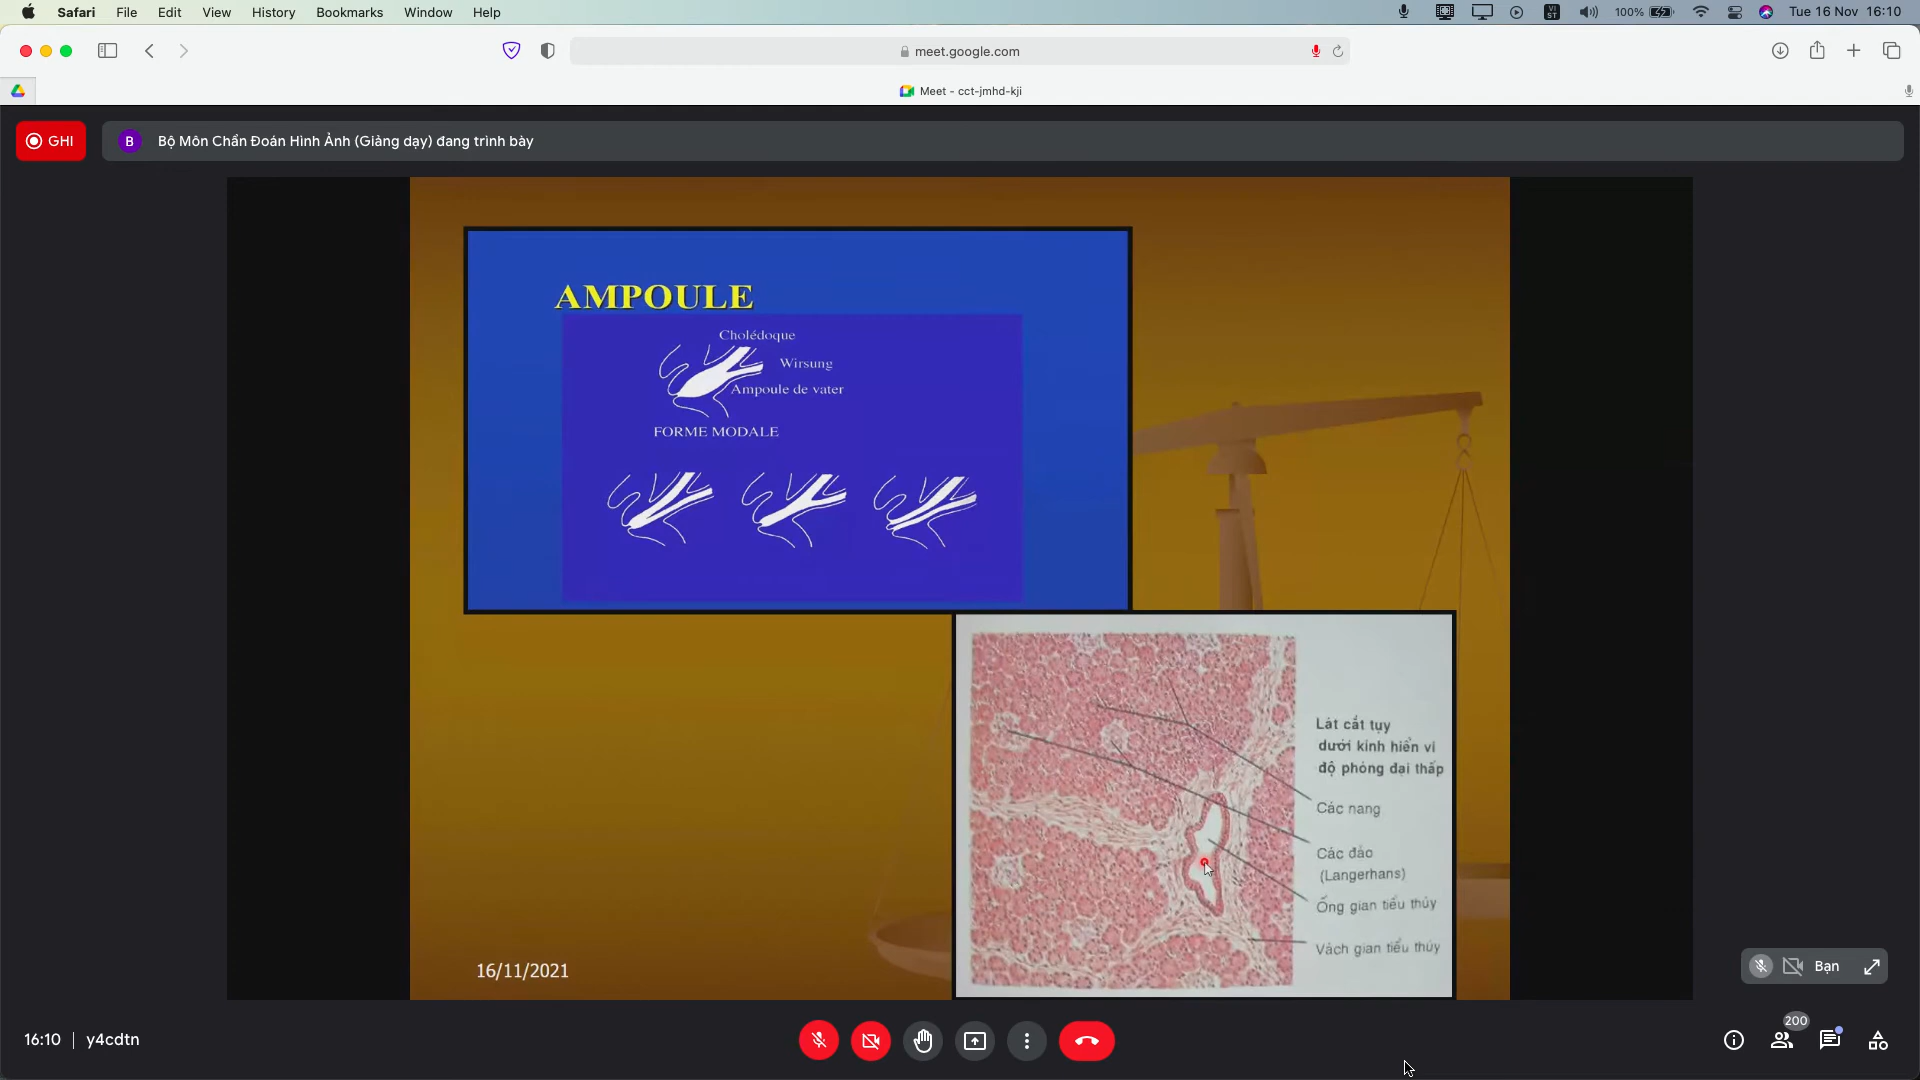 Safari File Edit View History Bookmarks Window Help
VI
ST
100%
Tue 16 Nov 16:10
meet.google.com
Meet - cct-jmhd-kji
GHI
B
Bộ Môn Chẩn Đoán Hình Ảnh (Giảng dạy) đang trình bày
AMPOULE
Cholédoque
Wirsung
Ampoule de vater
FORME MODALE
Lát cắt tụy
dưới kính hiển vi
độ phóng đại thấp
Các nang
Các đảo
(Langerhans)
Ống gian tiểu thùy
Vách gian tiểu thùy
16/11/2021
Bạn
16:10 | y4cdtn
200